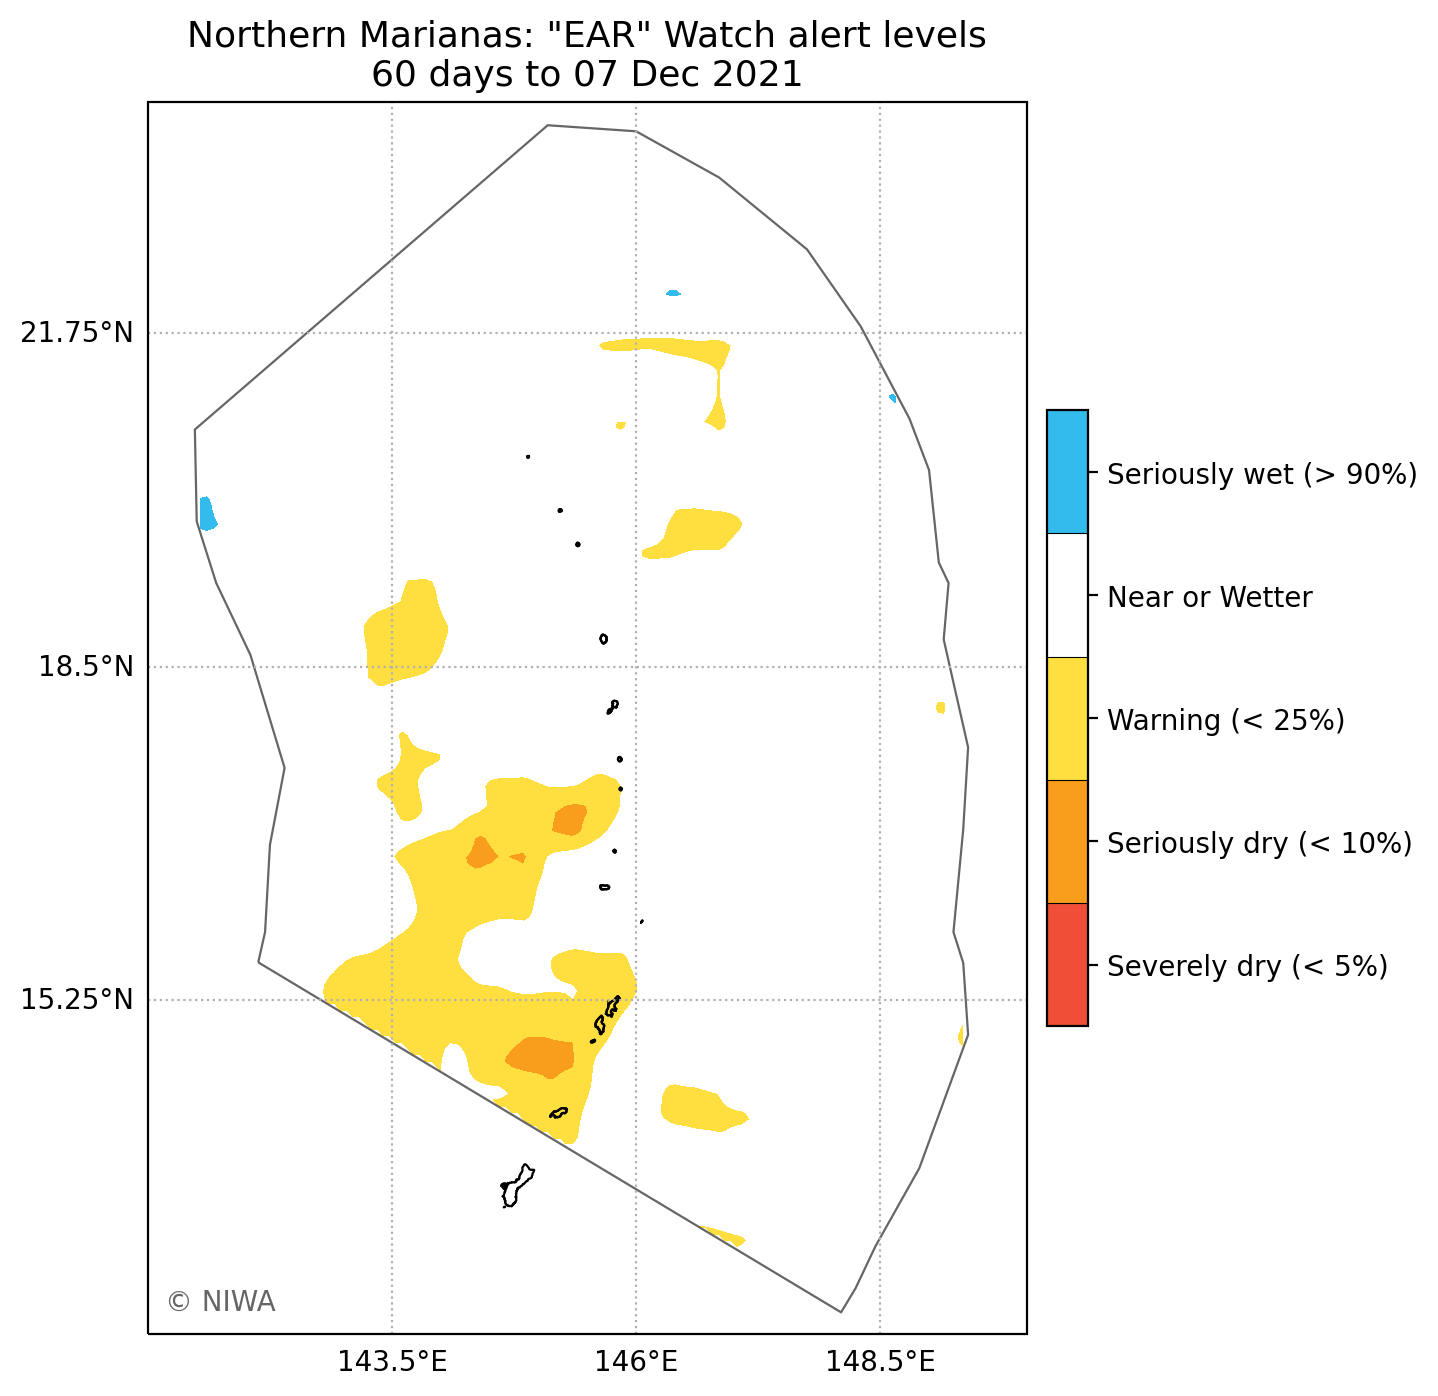 Northern Marianas: "EAR" Watch alert levels
60 days to 07 Dec 2021
21.75°N
18.5°N
15.25°N
143.5°E
146°E
148.5°E
Seriously wet (> 90%)
Near or Wetter
Warning (< 25%)
Seriously dry (< 10%)
Severely dry (< 5%)
© NIWA